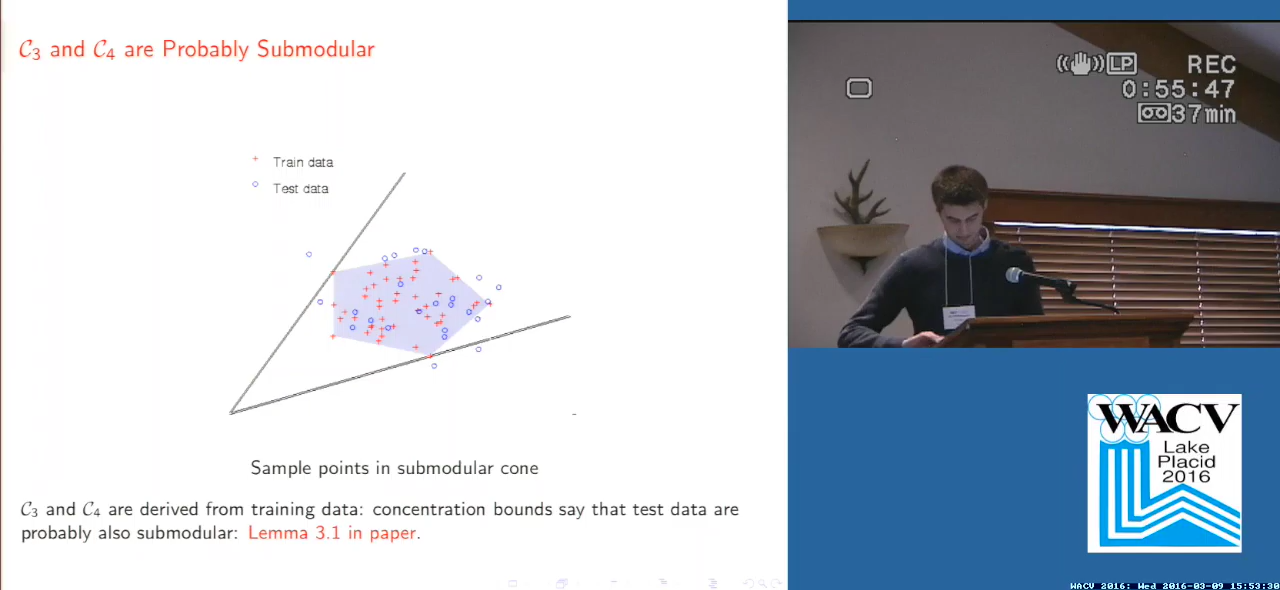 C₃ and C₄ are Probably Submodular
+ Train data
Test data
Sample points in submodular cone
C₃ and C₄ are derived from training data: concentration bounds say that test data are
probably also submodular: Lemma 3.1 in paper.
LP REC
0:55:47
37min
WACV
Lake
Placid
2016
WACV 2016: Wed 2016-03-09 15:53:30